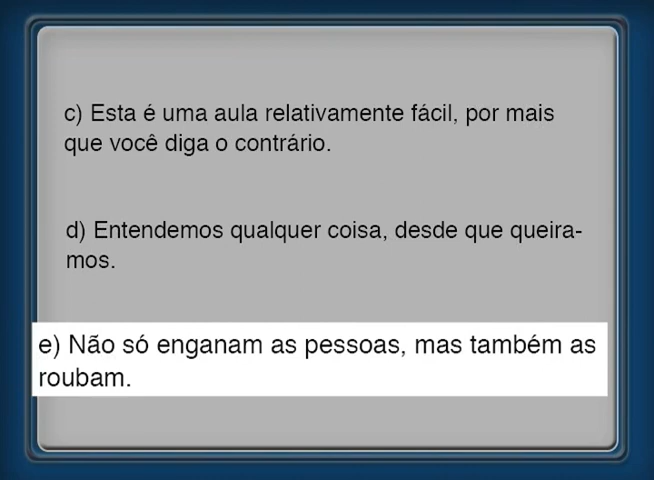 c) Esta é uma aula relativamente fácil, por mais
que você diga o contrário.
d) Entendemos qualquer coisa, desde que queira-
mos.
e) Não só enganam as pessoas, mas também as
roubam.